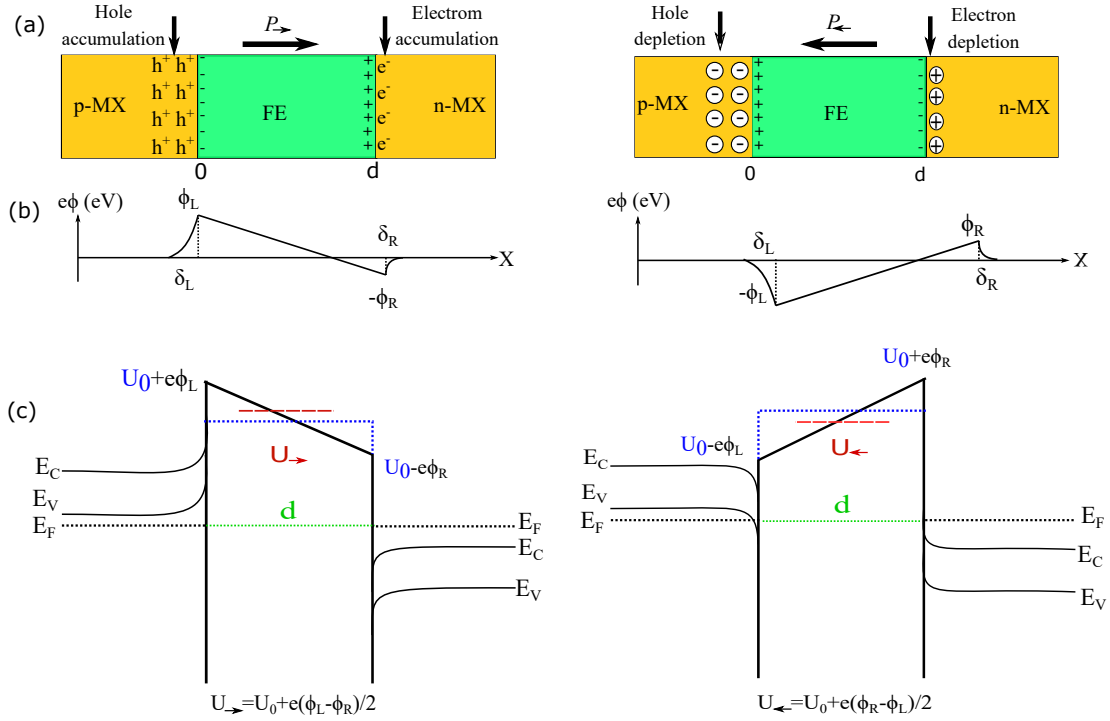 (a)
Hole
accumulation
P→
Electrom
accumulation
h⁺ h⁺ - + e⁻
h⁺ h⁺ - + e⁻
h⁺ h⁺ - + e⁻
h⁺ h⁺ - + e⁻
p-MX
FE
n-MX
0
d
Hole
depletion
P←
Electron
depletion
p-MX
FE
n-MX
0
d
(b)
eϕ (eV)
ϕL
δL
δR
-ϕR
X
eϕ (eV)
δL
-ϕL
ϕR
δR
X
(c)
U0+eϕL
U→
U0-eϕR
EC
EV
EF
d
EF
EC
EV
U→=U0+e(ϕL-ϕR)/2
U0+eϕR
U0-eϕL
U←
EC
EV
EF
d
EF
EC
EV
U←=U0+e(ϕR-ϕL)/2